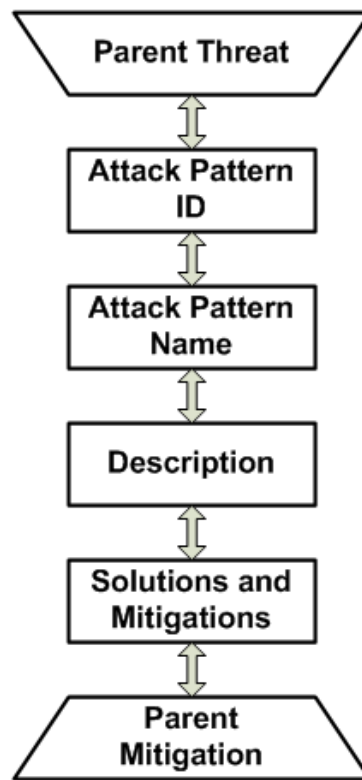 Parent Threat
Attack Pattern
ID
Attack Pattern
Name
Description
Solutions and
Mitigations
Parent
Mitigation